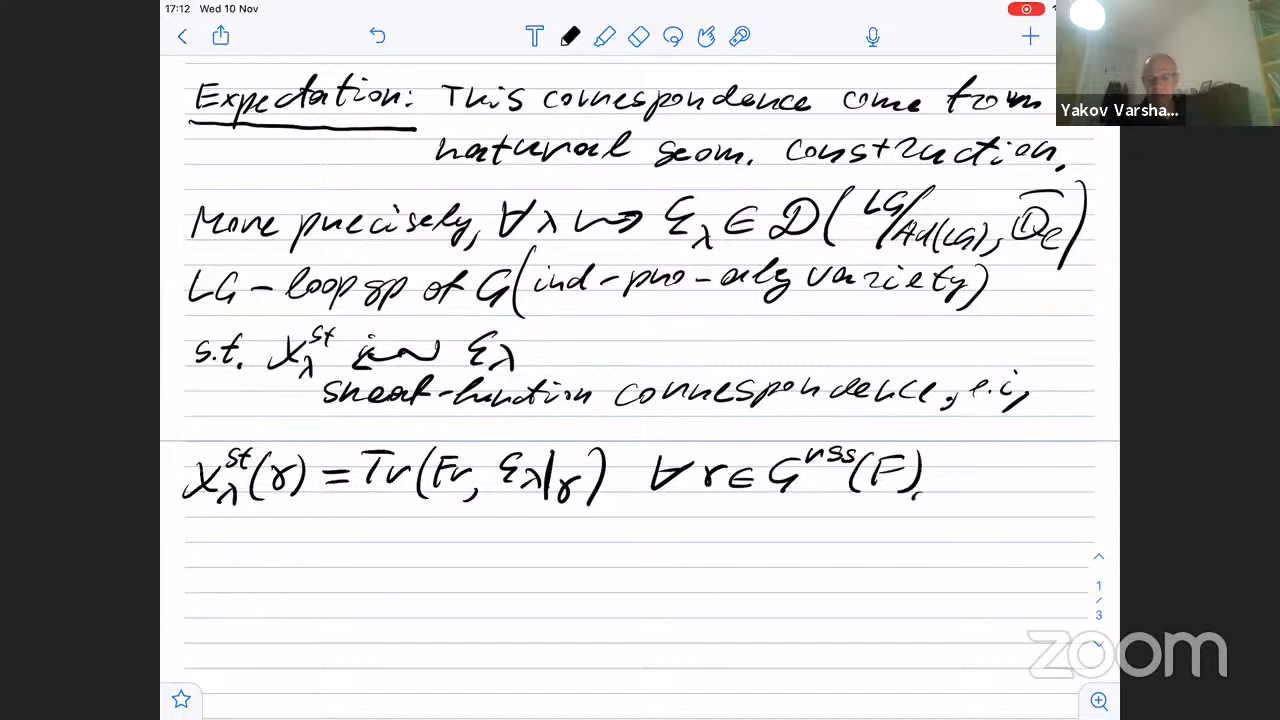 17:12 Wed 10 Nov
Yakov Varsha...
Expectation: This correspondence come from
natural geom. construction.
More precisely, ∀λ ⇝ ℰ_λ ∈ D(LG/Ad(LG), \overline{Q}_ℓ)
LG - loop gp of G (ind-pro-alg variety)
s.t. χ_λ^{st} ⇜ ℰ_λ
sheaf-function correspondence, e.i,
χ_λ^{st}(γ) = Tr(Fr, ℰ_λ|_γ) ∀ γ ∈ G^{rss}(F).
1
/
3
zoom